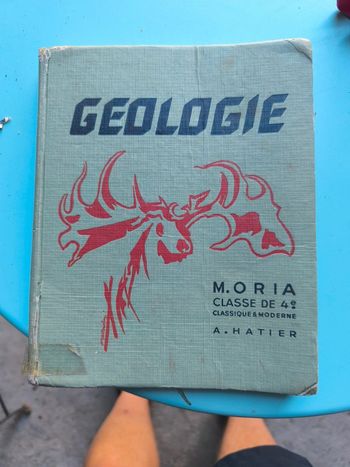 GEOLOGIE
M. ORIA
CLASSE DE 4e
CLASSIQUE & MODERNE
A. HATIER